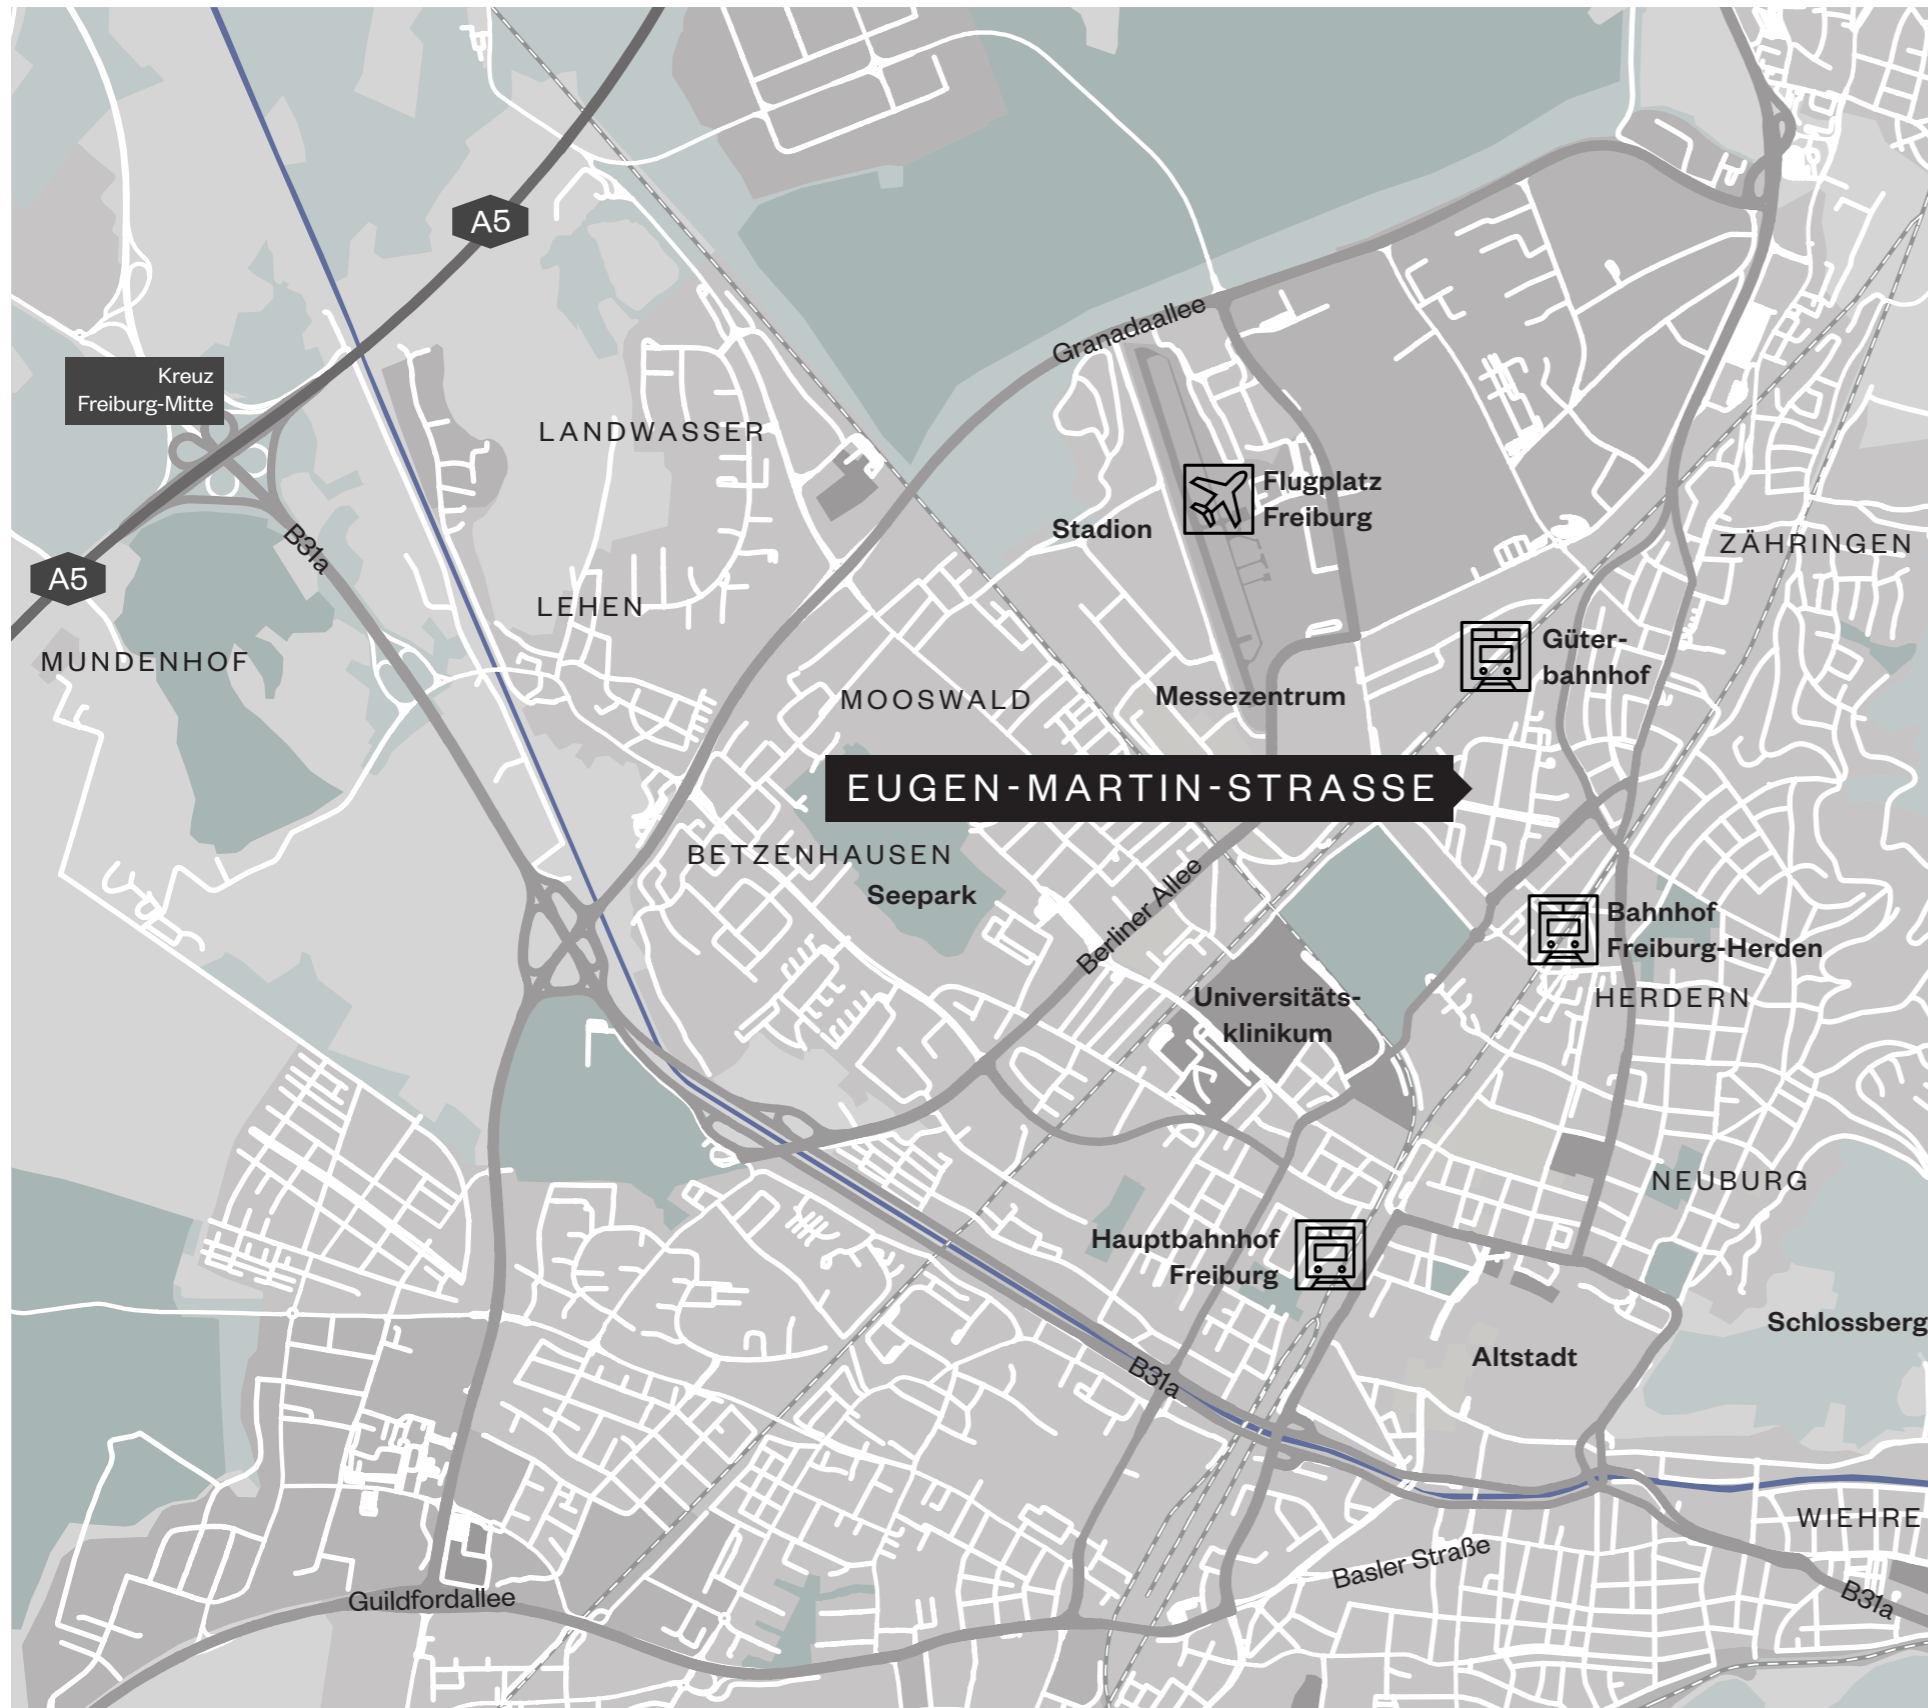 A5
Granadaallee
Kreuz
Freiburg-Mitte
LANDWASSER
Flugplatz
Freiburg
Stadion
B31a
ZÄHRINGEN
A5
LEHEN
Güter-
bahnhof
MUNDENHOF
MOOSWALD
Messezentrum
EUGEN-MARTIN-STRASSE
BETZENHAUSEN
Seepark
Berliner Allee
Bahnhof
Freiburg-Herden
Universitäts-
klinikum
HERDERN
NEUBURG
Hauptbahnhof
Freiburg
Schlossberg
Altstadt
B31a
WIEHRE
Basler Straße
Guildfordallee
B31a